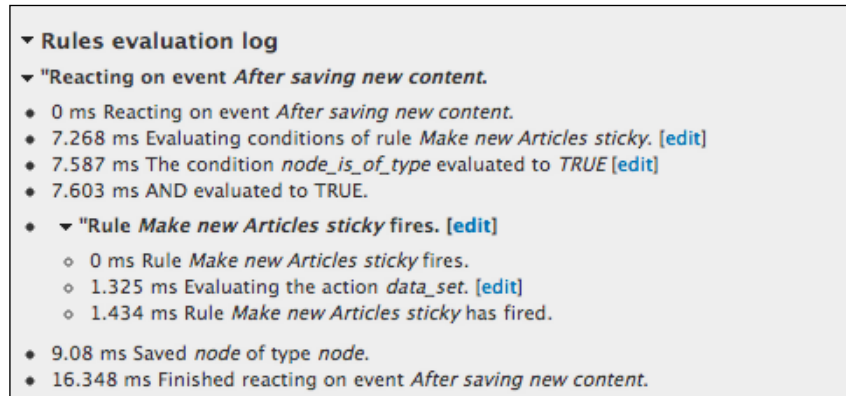 Rules evaluation log
"Reacting on event After saving new content.
0 ms Reacting on event After saving new content.
7.268 ms Evaluating conditions of rule Make new Articles sticky. [edit]
7.587 ms The condition node_is_of_type evaluated to TRUE [edit]
7.603 ms AND evaluated to TRUE.
"Rule Make new Articles sticky fires. [edit]
0 ms Rule Make new Articles sticky fires.
1.325 ms Evaluating the action data_set. [edit]
1.434 ms Rule Make new Articles sticky has fired.
9.08 ms Saved node of type node.
16.348 ms Finished reacting on event After saving new content.